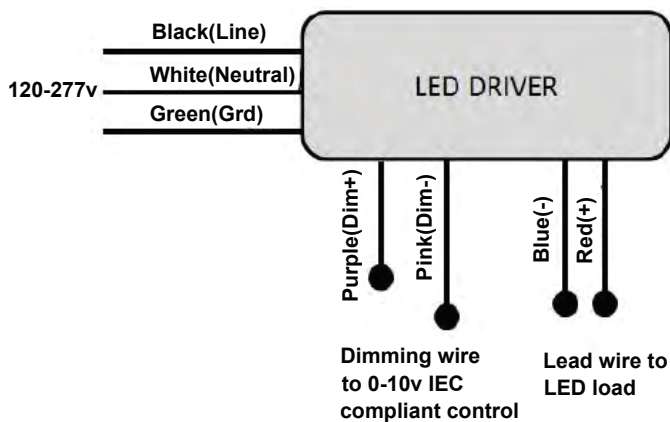 Black(Line)
120-277v
White(Neutral)
Green(Grd)
LED DRIVER
Purple(Dim+)
Pink(Dim-)
Blue(-)
Red(+)
Dimming wire
to 0-10v IEC
compliant control
Lead wire to
LED load